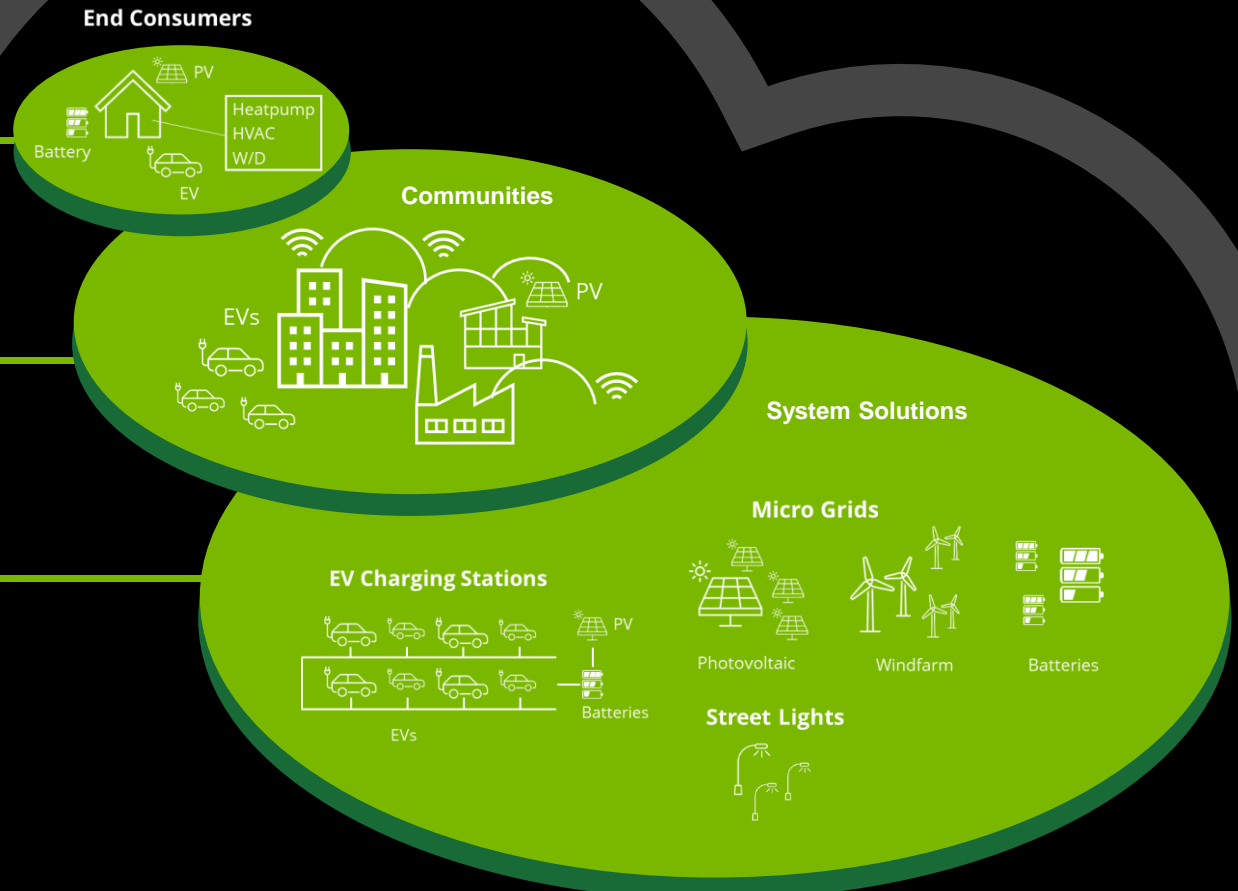 End Consumers
PV
Heatpump
HVAC
W/D
Battery
EV
Communities
PV
EVs
System Solutions
Micro Grids
EV Charging Stations
PV
Photovoltaic
Windfarm
Batteries
Batteries
Street Lights
EVs